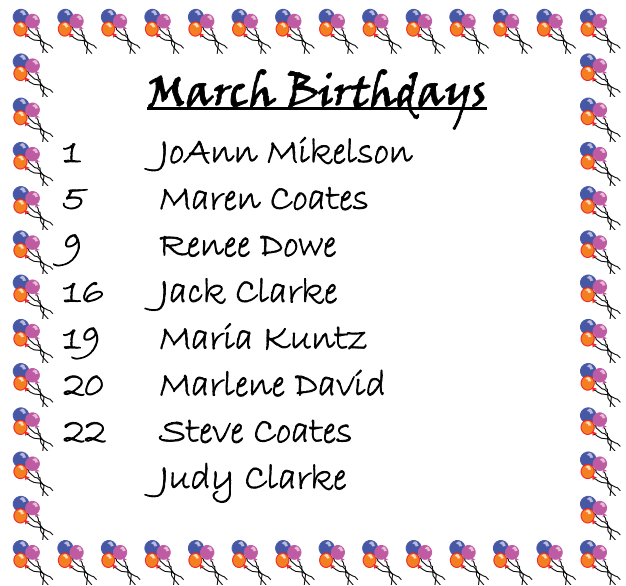 March Birthdays
1 JoAnn Mikelson
5 Maren Coates
9 Renee Dowe
16 Jack Clarke
19 Maria Kuntz
20 Marlene David
22 Steve Coates
Judy Clarke